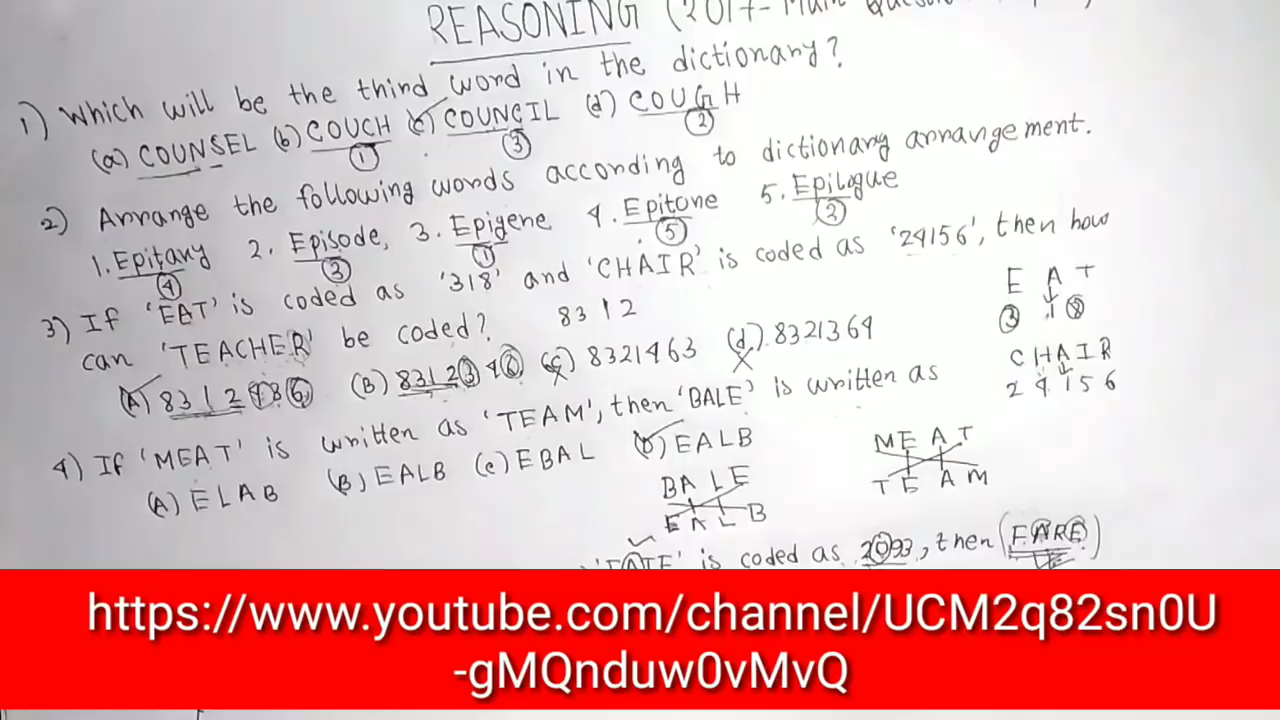 REASONING (2017-
1) Which will be the third word in the dictionary?
(a) COUNSEL (b) COUCH (c) COUNCIL (d) COUGH
1 3 2
2) Arrange the following words according to dictionary arrangement.
1. Epitany 2. Episode, 3. Epigene 4. Epitone 5. Epilogue
4 3 1 5 2
3) If 'EAT' is coded as '318' and 'CHAIR' is coded as '24156', then how
can 'TEACHER' be coded? 8312
(A) 8312436 (B) 8312346 (c) 8321463 (d) 8321364
E A T
3 1 8
C H A I R
2 4 1 5 6
4) If 'MEAT' is written as 'TEAM', then 'BALE' is written as
(A) ELAB (B) EALB (c) EBAL (D) EALB
BALE
EALB
MEAT
TEAM
is coded as 2093, then (FARE)
https://www.youtube.com/channel/UCM2q82sn0U
-gMQnduw0vMvQ